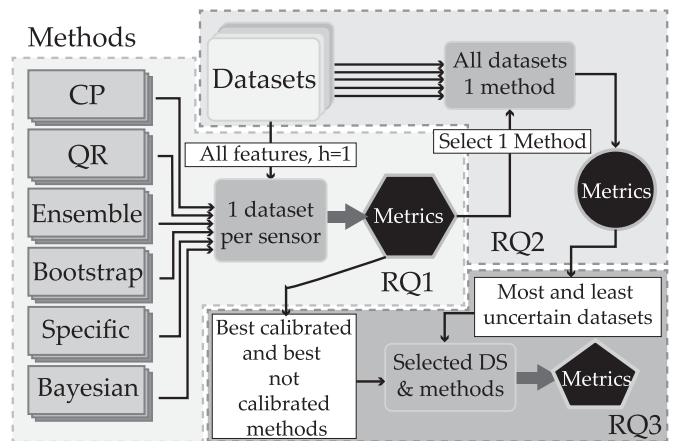 Methods
CP
QR
Ensemble
Bootstrap
Specific
Bayesian
Datasets
All datasets
1 method
All features, h=1
Select 1 Method
1 dataset
per sensor
Metrics
Metrics
RQ1
RQ2
Most and least
uncertain datasets
Best calibrated
and best
not
calibrated
methods
Selected DS
& methods
Metrics
RQ3